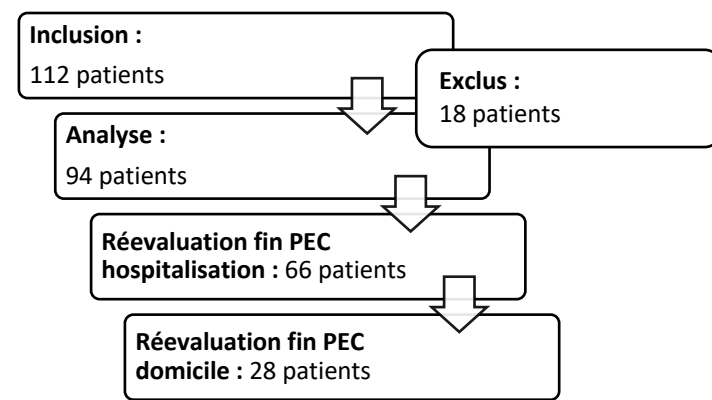 Inclusion :
112 patients
Exclus :
18 patients
Analyse :
94 patients
Réevaluation fin PEC
hospitalisation : 66 patients
Réevaluation fin PEC
domicile : 28 patients